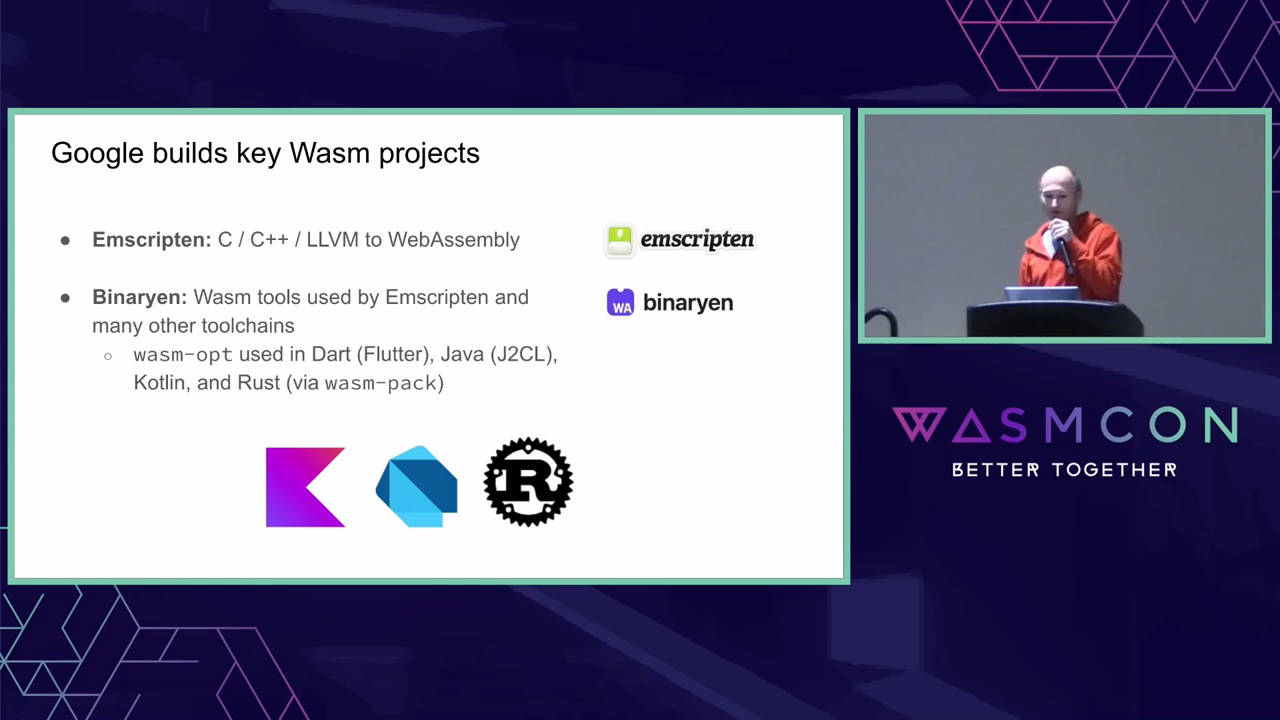 Google builds key Wasm projects
● Emscripten: C / C++ / LLVM to WebAssembly
emscripten
● Binaryen: Wasm tools used by Emscripten and
many other toolchains
WA binaryen
○ wasm-opt used in Dart (Flutter), Java (J2CL),
Kotlin, and Rust (via wasm-pack)
R
WASMCON
BETTER TOGETHER